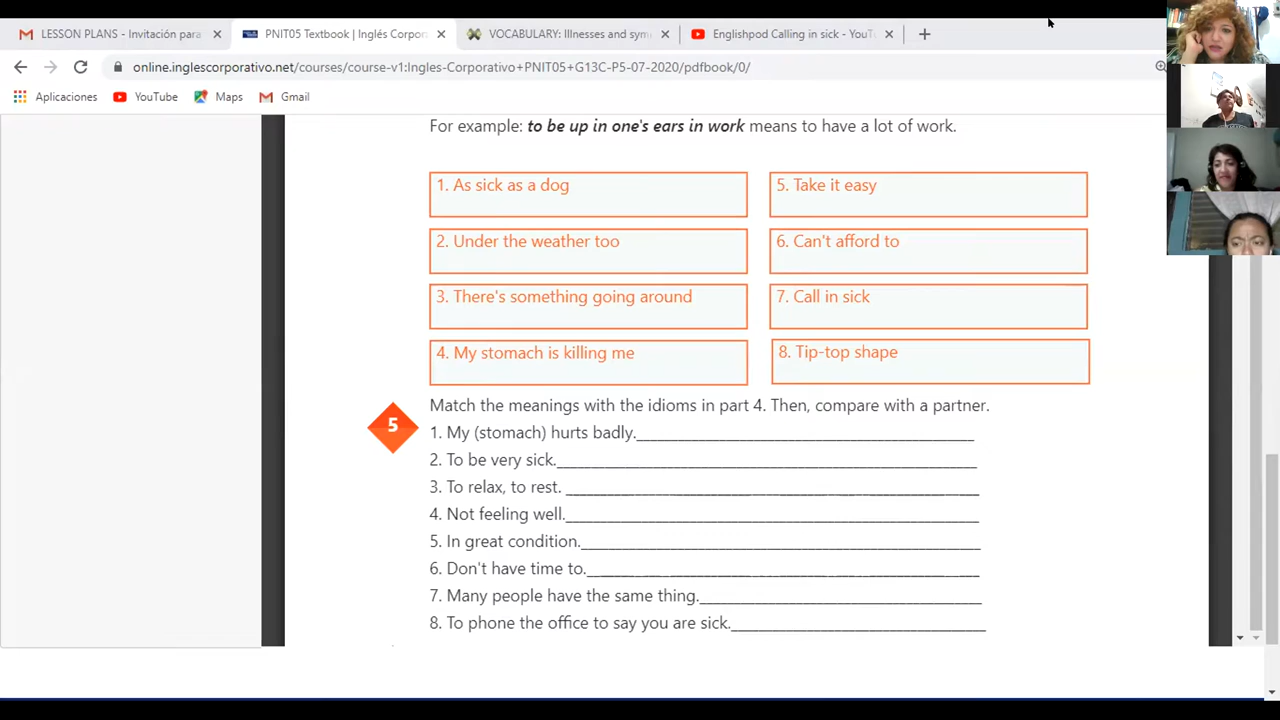 LESSON PLANS - Invitación para
PNIT05 Textbook | Inglés Corpor
VOCABULARY: Illnesses and sym
Englishpod Calling in sick - YouT
online.inglescorporativo.net/courses/course-v1:Ingles-Corporativo+PNIT05+G13C-P5-07-2020/pdfbook/0/
Aplicaciones
YouTube
Maps
Gmail
For example: to be up in one's ears in work means to have a lot of work.
1. As sick as a dog
5. Take it easy
2. Under the weather too
6. Can't afford to
3. There's something going around
7. Call in sick
4. My stomach is killing me
8. Tip-top shape
5
Match the meanings with the idioms in part 4. Then, compare with a partner.
1. My (stomach) hurts badly.
2. To be very sick.
3. To relax, to rest.
4. Not feeling well.
5. In great condition.
6. Don't have time to.
7. Many people have the same thing.
8. To phone the office to say you are sick.